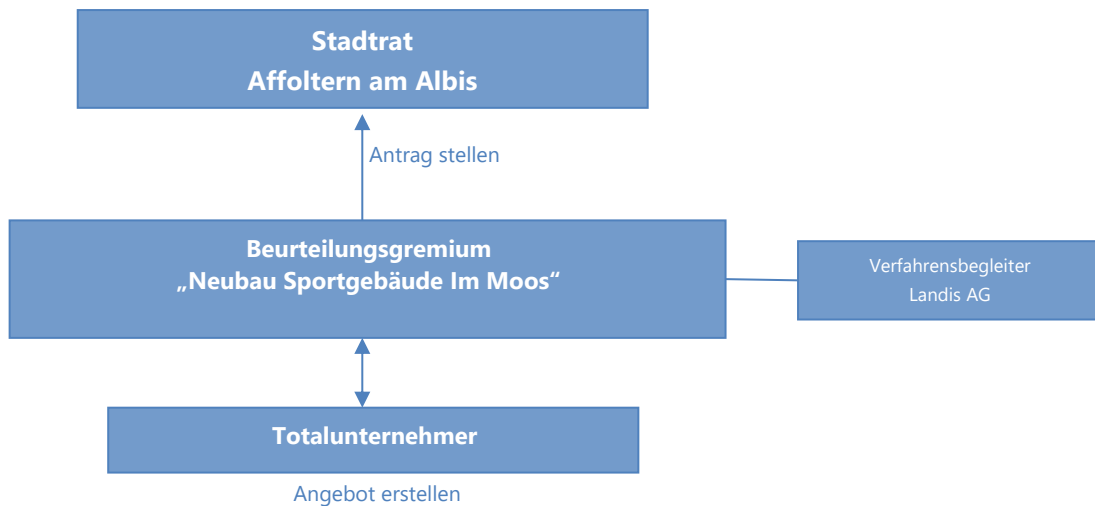 Stadtrat
Affoltern am Albis
Antrag stellen
Beurteilungsgremium
„Neubau Sportgebäude Im Moos“
Verfahrensbegleiter
Landis AG
Totalunternehmer
Angebot erstellen